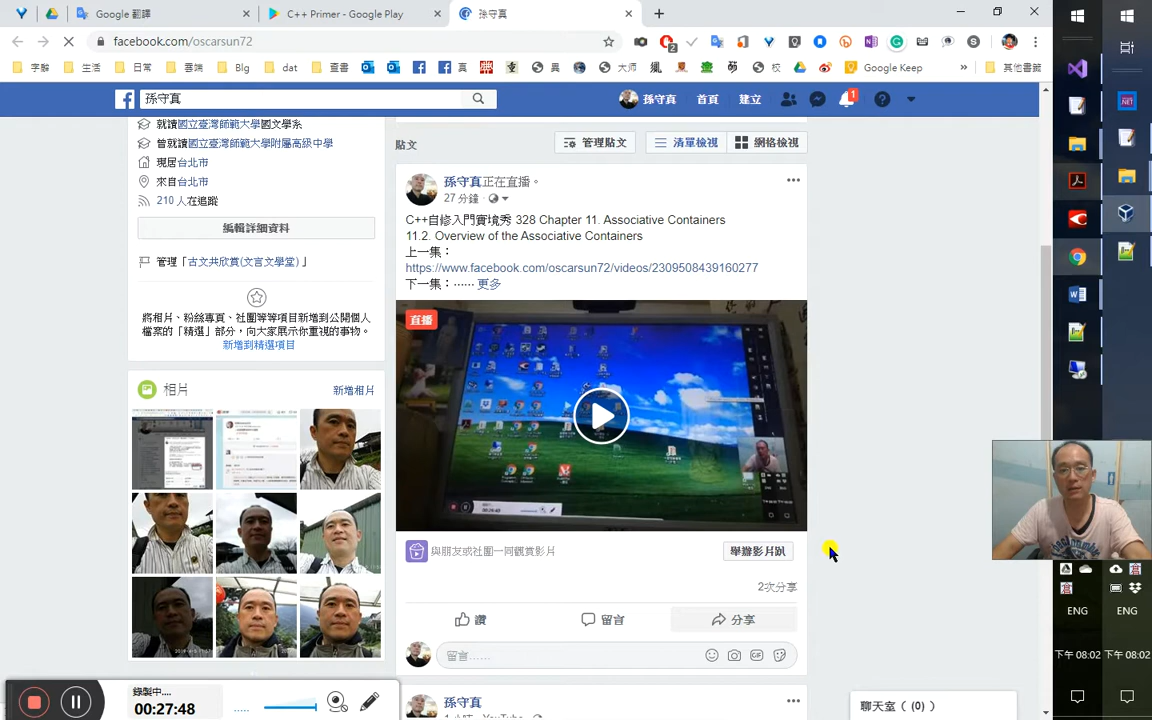 Google 翻譯
C++ Primer - Google Play
孫守真
facebook.com/oscarsun72
2
字辭
生活
日常
雲端
Blg
dat
查書
真
異
大师
萌
校
Google Keep
»
其他書籤
孫守真
孫守真
首頁
建立
1
就讀國立臺灣師範大學國文學系
曾就讀國立臺灣師範大學附屬高級中學
現居台北市
來自台北市
210 人在追蹤
編輯詳細資料
管理「古文共欣賞(文言文學堂)」
將相片、粉絲專頁、社團等等項目新增到公開個人
檔案的「精選」部分，向大家展示你重視的事物。
新增到精選項目
相片
新增相片
貼文
管理貼文
清單檢視
網格檢視
孫守真正在直播。
27 分鐘
C++自修入門實境秀 328 Chapter 11. Associative Containers
11.2. Overview of the Associative Containers
上一集：
https://www.facebook.com/oscarsun72/videos/2309508439160277
下一集：⋯⋯ 更多
直播
與朋友或社團一同觀賞影片
舉辦影片趴
2次分享
讚
留言
分享
留言......
GIF
孫守真
聊天室（ (0) ）
錄製中....
00:27:48
.NET
ENG
ENG
下午 08:02
下午 08:02